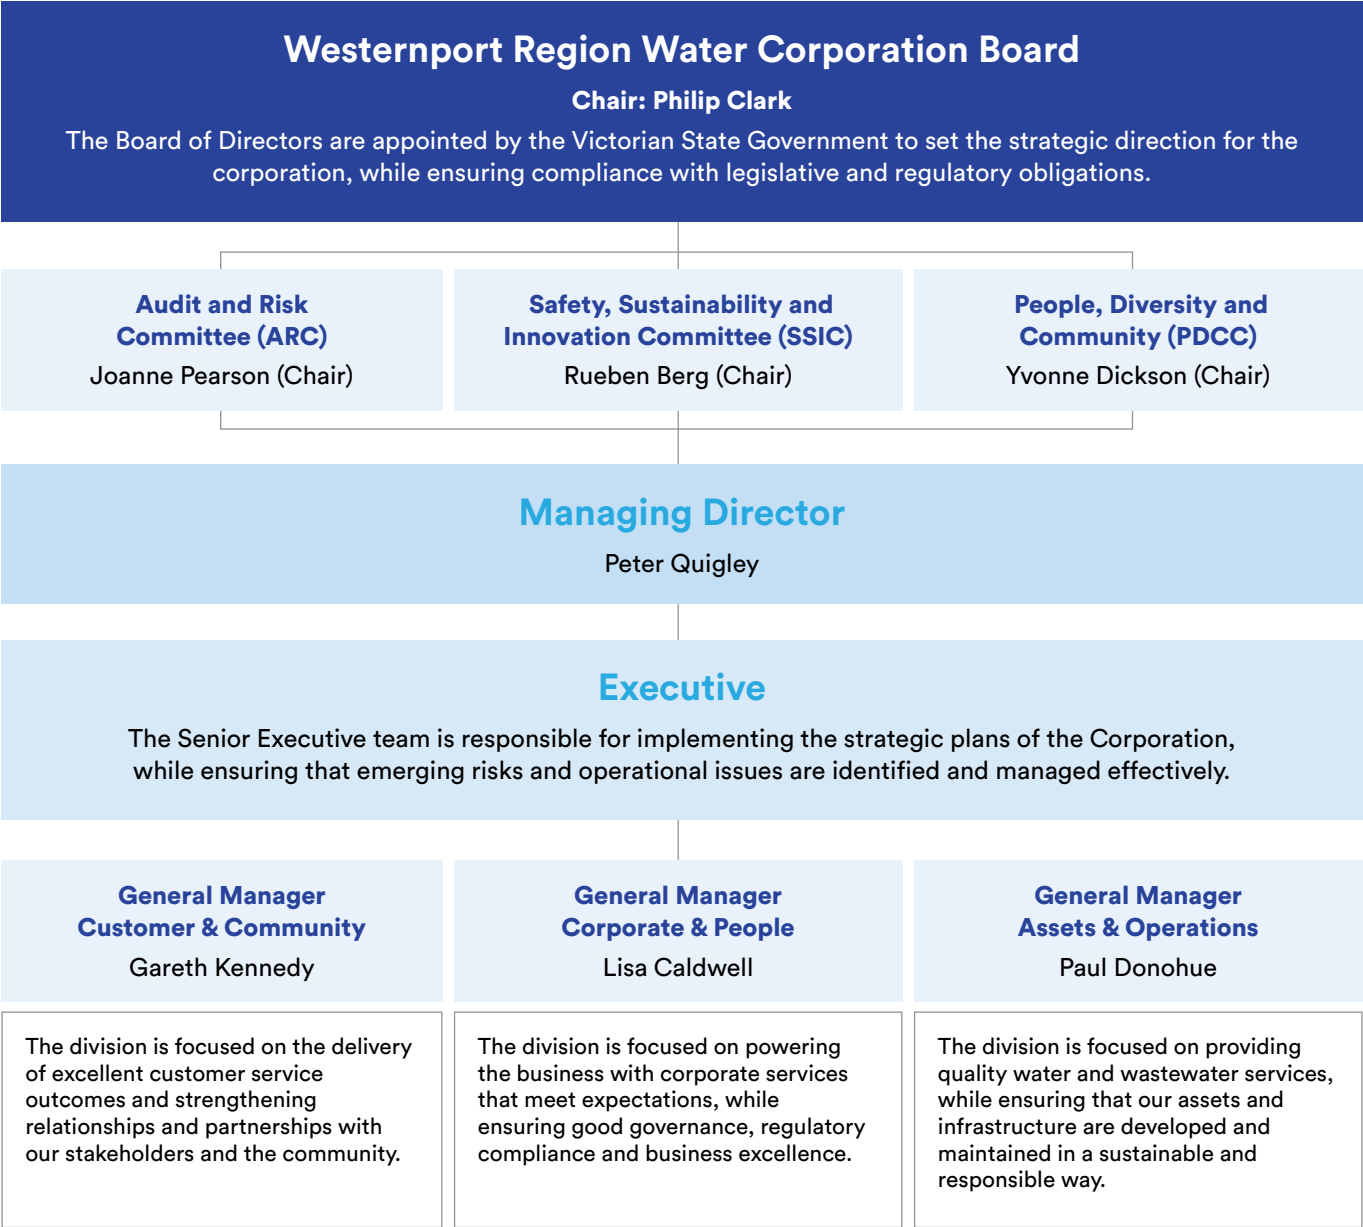 Westernport Region Water Corporation Board
Chair: Philip Clark
The Board of Directors are appointed by the Victorian State Government to set the strategic direction for the
corporation, while ensuring compliance with legislative and regulatory obligations.
Audit and Risk
Committee (ARC)
Joanne Pearson (Chair)
Safety, Sustainability and
Innovation Committee (SSIC)
Rueben Berg (Chair)
People, Diversity and
Community (PDCC)
Yvonne Dickson (Chair)
Managing Director
Peter Quigley
Executive
The Senior Executive team is responsible for implementing the strategic plans of the Corporation,
while ensuring that emerging risks and operational issues are identified and managed effectively.
General Manager
Customer & Community
Gareth Kennedy
The division is focused on the delivery
of excellent customer service
outcomes and strengthening
relationships and partnerships with
our stakeholders and the community.
General Manager
Corporate & People
Lisa Caldwell
The division is focused on powering
the business with corporate services
that meet expectations, while
ensuring good governance, regulatory
compliance and business excellence.
General Manager
Assets & Operations
Paul Donohue
The division is focused on providing
quality water and wastewater services,
while ensuring that our assets and
infrastructure are developed and
maintained in a sustainable and
responsible way.